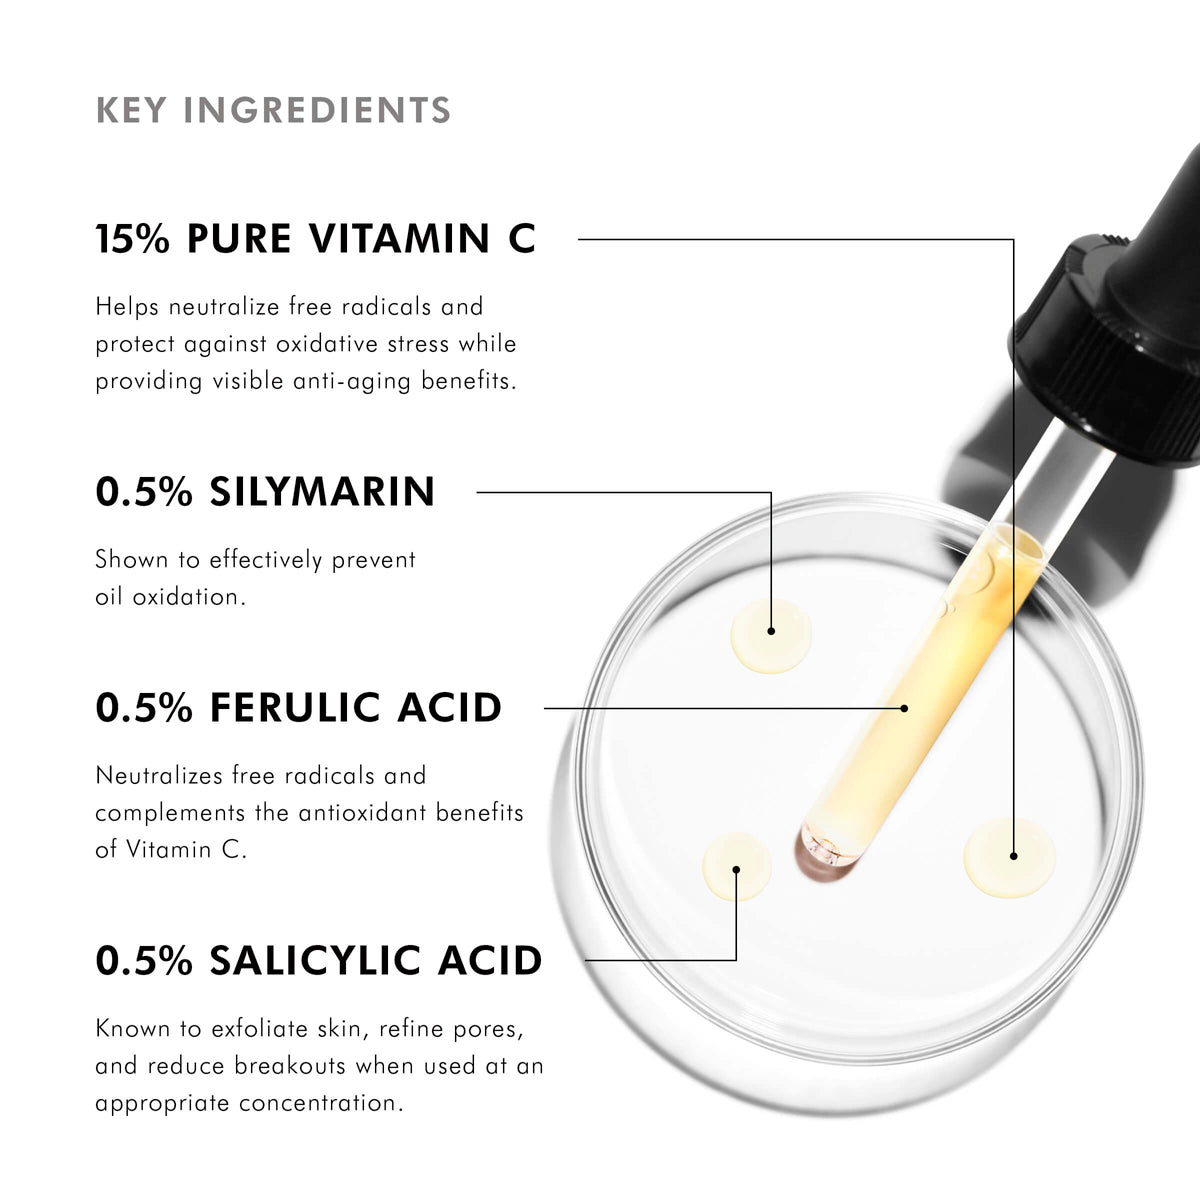 KEY INGREDIENTS
15% PURE VITAMIN C
Helps neutralize free radicals and
protect against oxidative stress while
providing visible anti-aging benefits.
0.5% SILYMARIN
Shown to effectively prevent
oil oxidation.
0.5% FERULIC ACID
Neutralizes free radicals and
complements the antioxidant benefits
of Vitamin C.
0.5% SALICYLIC ACID
Known to exfoliate skin, refine pores,
and reduce breakouts when used at an
appropriate concentration.